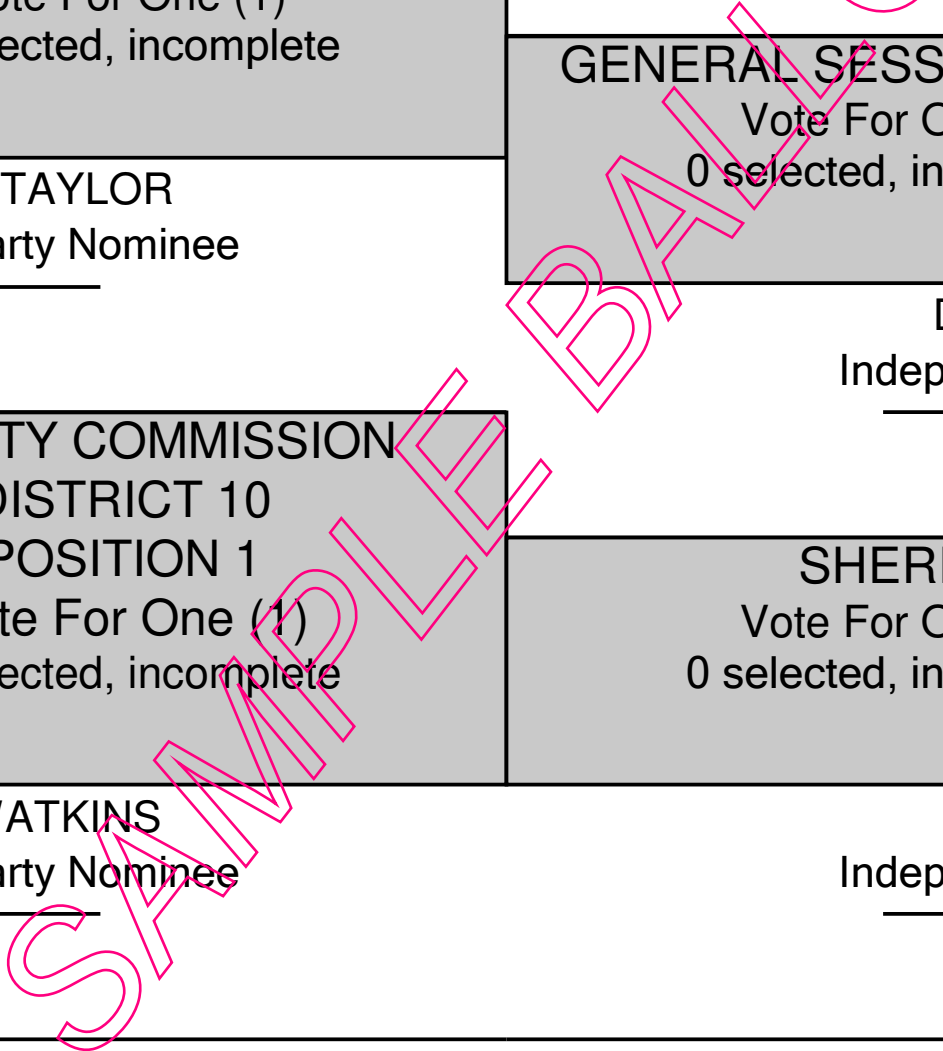 ote For One (1)
ected, incomplete
TAYLOR
arty Nominee
TY COMMISSION
DISTRICT 10
POSITION 1
te For One (1)
ected, incomplete
ATKINS
arty Nominee
GENERAL SESS
Vote For
0 selected, in
Indep
SHERI
Vote For
0 selected, in
Indep
SAMPLE BALL